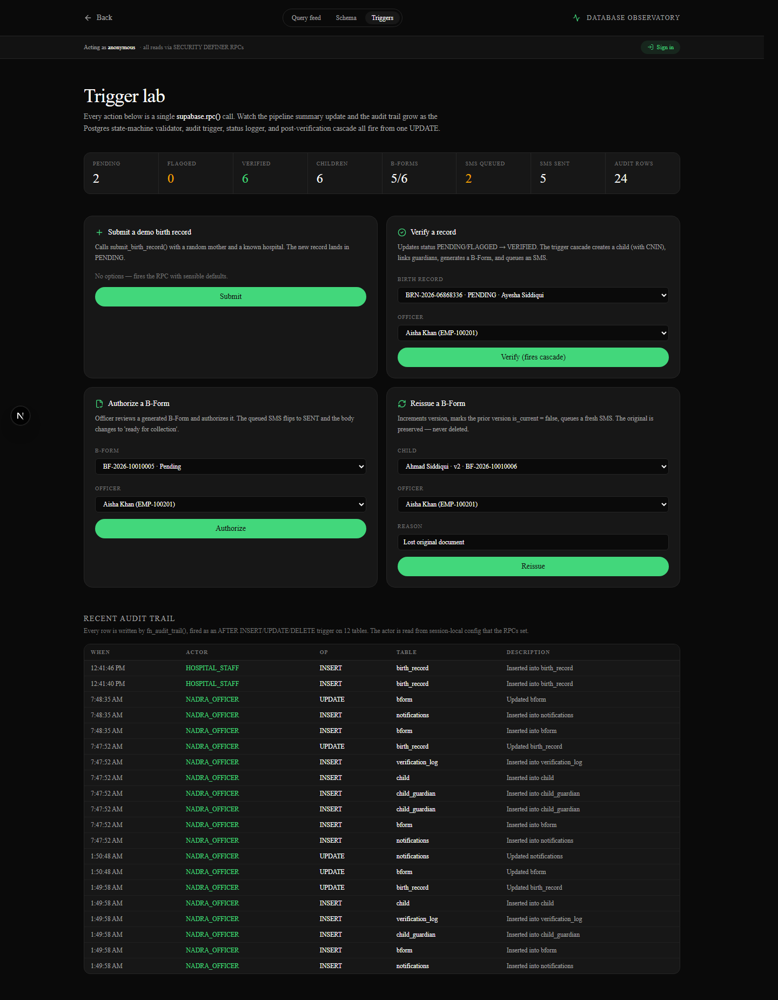 Back
Query feed Schema Triggers
DATABASE OBSERVATORY
Acting as anonymous · all reads via SECURITY DEFINER RPCs
Sign in
Trigger lab
Every action below is a single supabase.rpc() call. Watch the pipeline summary update and the audit trail grow as the
Postgres state-machine validator, audit trigger, status logger, and post-verification cascade all fire from one UPDATE.
PENDING FLAGGED VERIFIED CHILDREN B-FORMS SMS QUEUED SMS SENT AUDIT ROWS
2 0 6 6 5/6 2 5 24
Submit a demo birth record
Calls submit_birth_record() with a random mother and a known hospital. The new record lands in
PENDING.
No options — fires the RPC with sensible defaults.
Submit
Verify a record
Updates status PENDING/FLAGGED → VERIFIED. The trigger cascade creates a child (with CNIN),
links guardians, generates a B-Form, and queues an SMS.
BIRTH RECORD
BRN-2026-06868336 · PENDING · Ayesha Siddiqui
OFFICER
Aisha Khan (EMP-100201)
Verify (fires cascade)
Authorize a B-Form
Officer reviews a generated B-Form and authorizes it. The queued SMS flips to SENT and the body
changes to 'ready for collection'.
B-FORM
BF-2026-10010005 · Pending
OFFICER
Aisha Khan (EMP-100201)
Authorize
Reissue a B-Form
Increments version, marks the prior version is_current = false, queues a fresh SMS. The original is
preserved — never deleted.
CHILD
Ahmad Siddiqui · v2 · BF-2026-10010006
OFFICER
Aisha Khan (EMP-100201)
REASON
Lost original document
Reissue
N
RECENT AUDIT TRAIL
Every row is written by fn_audit_trail(), fired as an AFTER INSERT/UPDATE/DELETE trigger on 12 tables. The actor is read from session-local config that the RPCs set.
WHEN ACTOR OP TABLE DESCRIPTION
12:41:46 PM HOSPITAL_STAFF INSERT birth_record Inserted into birth_record
12:41:40 PM HOSPITAL_STAFF INSERT birth_record Inserted into birth_record
7:48:35 AM NADRA_OFFICER UPDATE bform Updated bform
7:48:35 AM NADRA_OFFICER INSERT notifications Inserted into notifications
7:48:35 AM NADRA_OFFICER INSERT bform Inserted into bform
7:47:52 AM NADRA_OFFICER UPDATE birth_record Updated birth_record
7:47:52 AM NADRA_OFFICER INSERT verification_log Inserted into verification_log
7:47:52 AM NADRA_OFFICER INSERT child Inserted into child
7:47:52 AM NADRA_OFFICER INSERT child_guardian Inserted into child_guardian
7:47:52 AM NADRA_OFFICER INSERT child_guardian Inserted into child_guardian
7:47:52 AM NADRA_OFFICER INSERT bform Inserted into bform
7:47:52 AM NADRA_OFFICER INSERT notifications Inserted into notifications
1:50:48 AM NADRA_OFFICER UPDATE notifications Updated notifications
1:50:48 AM NADRA_OFFICER UPDATE bform Updated bform
1:49:58 AM NADRA_OFFICER UPDATE birth_record Updated birth_record
1:49:58 AM NADRA_OFFICER INSERT child Inserted into child
1:49:58 AM NADRA_OFFICER INSERT verification_log Inserted into verification_log
1:49:58 AM NADRA_OFFICER INSERT child_guardian Inserted into child_guardian
1:49:58 AM NADRA_OFFICER INSERT bform Inserted into bform
1:49:58 AM NADRA_OFFICER INSERT notifications Inserted into notifications